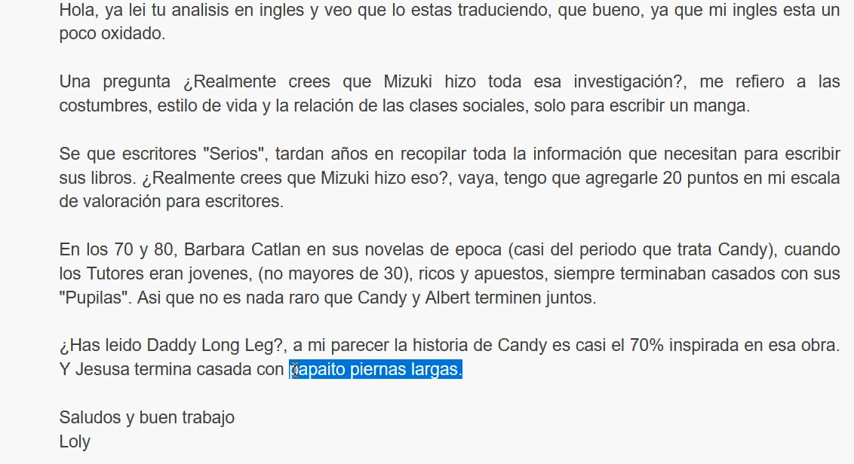 Hola, ya lei tu analisis en ingles y veo que lo estas traduciendo, que bueno, ya que mi ingles esta un
poco oxidado.
Una pregunta ¿Realmente crees que Mizuki hizo toda esa investigación?, me refiero a las
costumbres, estilo de vida y la relación de las clases sociales, solo para escribir un manga.
Se que escritores "Serios", tardan años en recopilar toda la información que necesitan para escribir
sus libros. ¿Realmente crees que Mizuki hizo eso?, vaya, tengo que agregarle 20 puntos en mi escala
de valoración para escritores.
En los 70 y 80, Barbara Catlan en sus novelas de epoca (casi del periodo que trata Candy), cuando
los Tutores eran jovenes, (no mayores de 30), ricos y apuestos, siempre terminaban casados con sus
"Pupilas". Asi que no es nada raro que Candy y Albert terminen juntos.
¿Has leido Daddy Long Leg?, a mi parecer la historia de Candy es casi el 70% inspirada en esa obra.
Y Jesusa termina casada con papaito piernas largas.
Saludos y buen trabajo
Loly